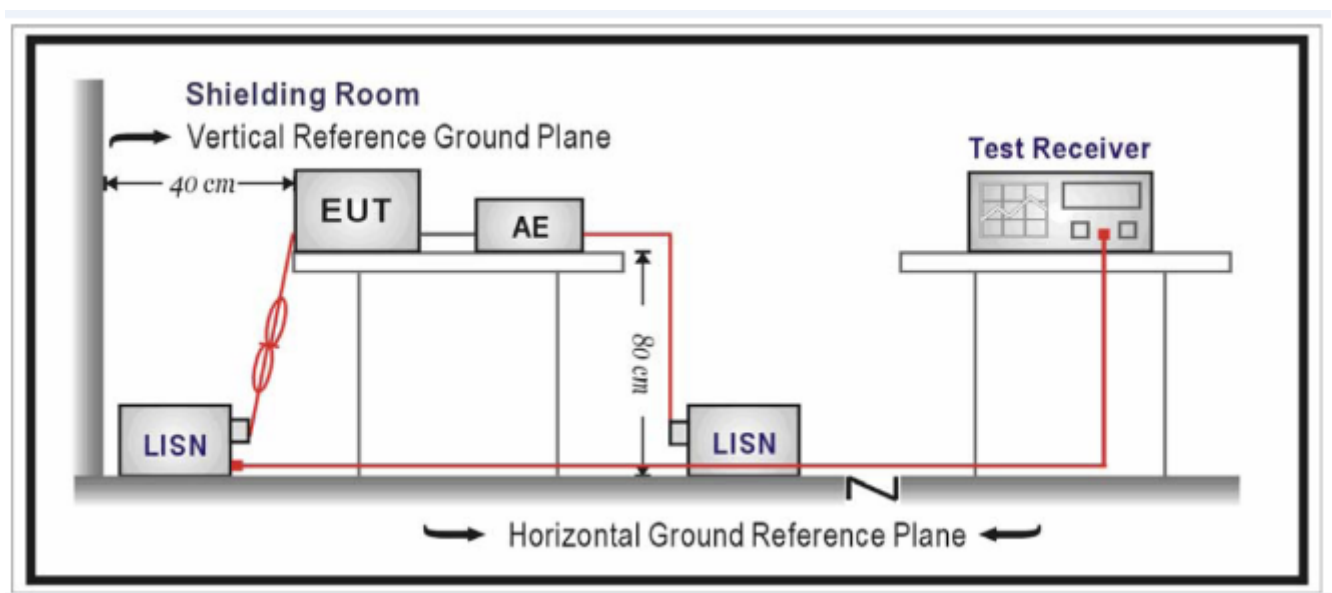 Shielding Room
Vertical Reference Ground Plane
Test Receiver
40 cm
EUT
AE
80 cm
LISN
LISN
Horizontal Ground Reference Plane